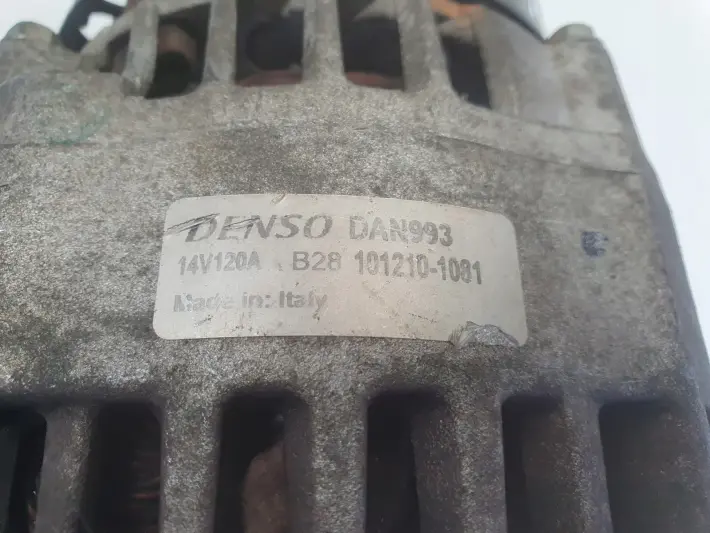 DENSO DAN993
14V120A B28 101210-1081
Made in: Italy